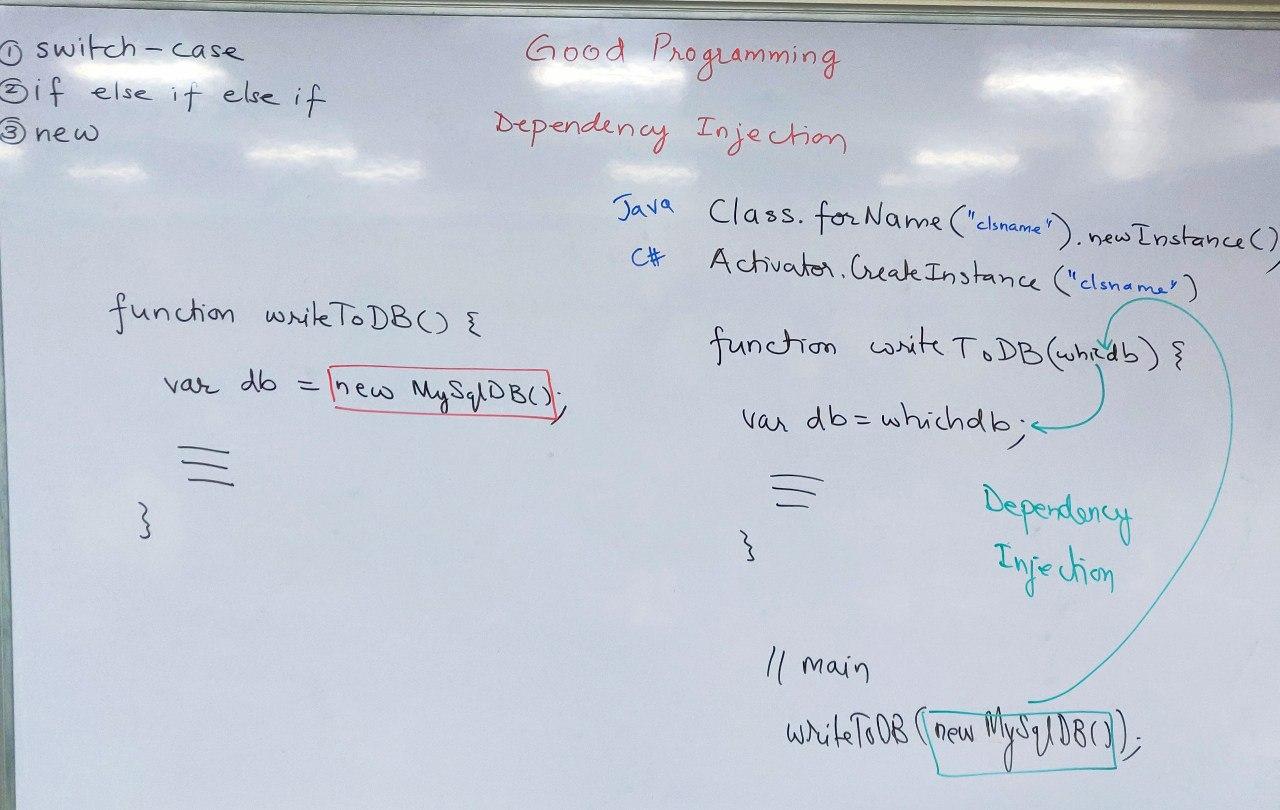 ① switch-case
② if else if else if
③ new
Good Programming
Dependency Injection
Java Class.forName("clsname").newInstance()
C# Activator.CreateInstance("clsname")
function writeToDB() {
var db = new MySqlDB();
}
function writeToDB(whichdb) {
var db = whichdb;
}
Dependency
Injection
// main
writeToDB(new MySqlDB());